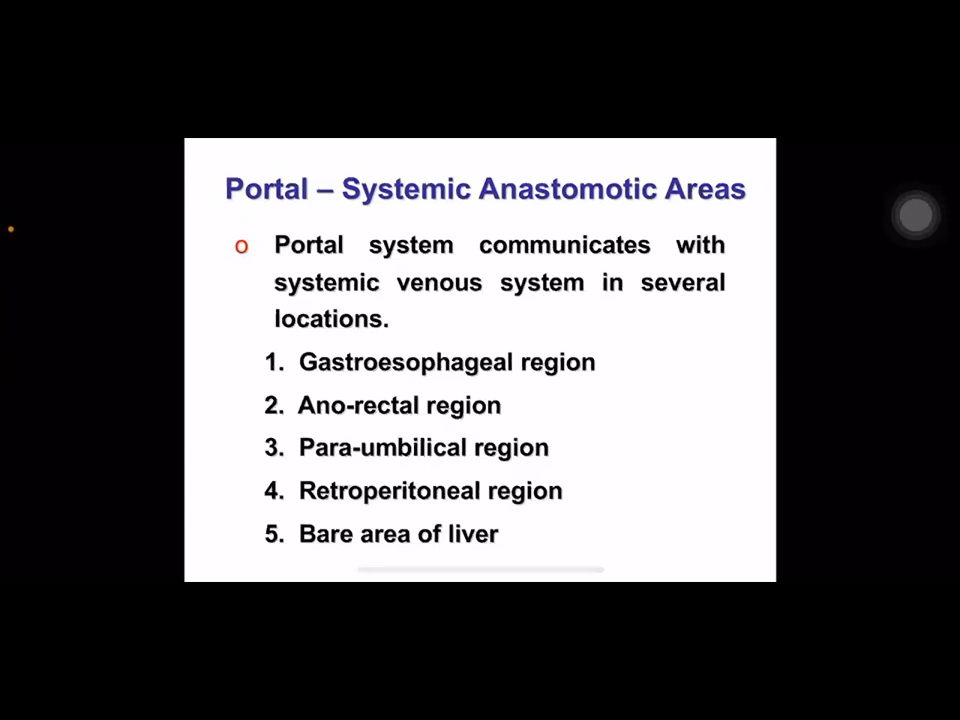 Portal – Systemic Anastomotic Areas
o Portal system communicates with
systemic venous system in several
locations.
1. Gastroesophageal region
2. Ano-rectal region
3. Para-umbilical region
4. Retroperitoneal region
5. Bare area of liver